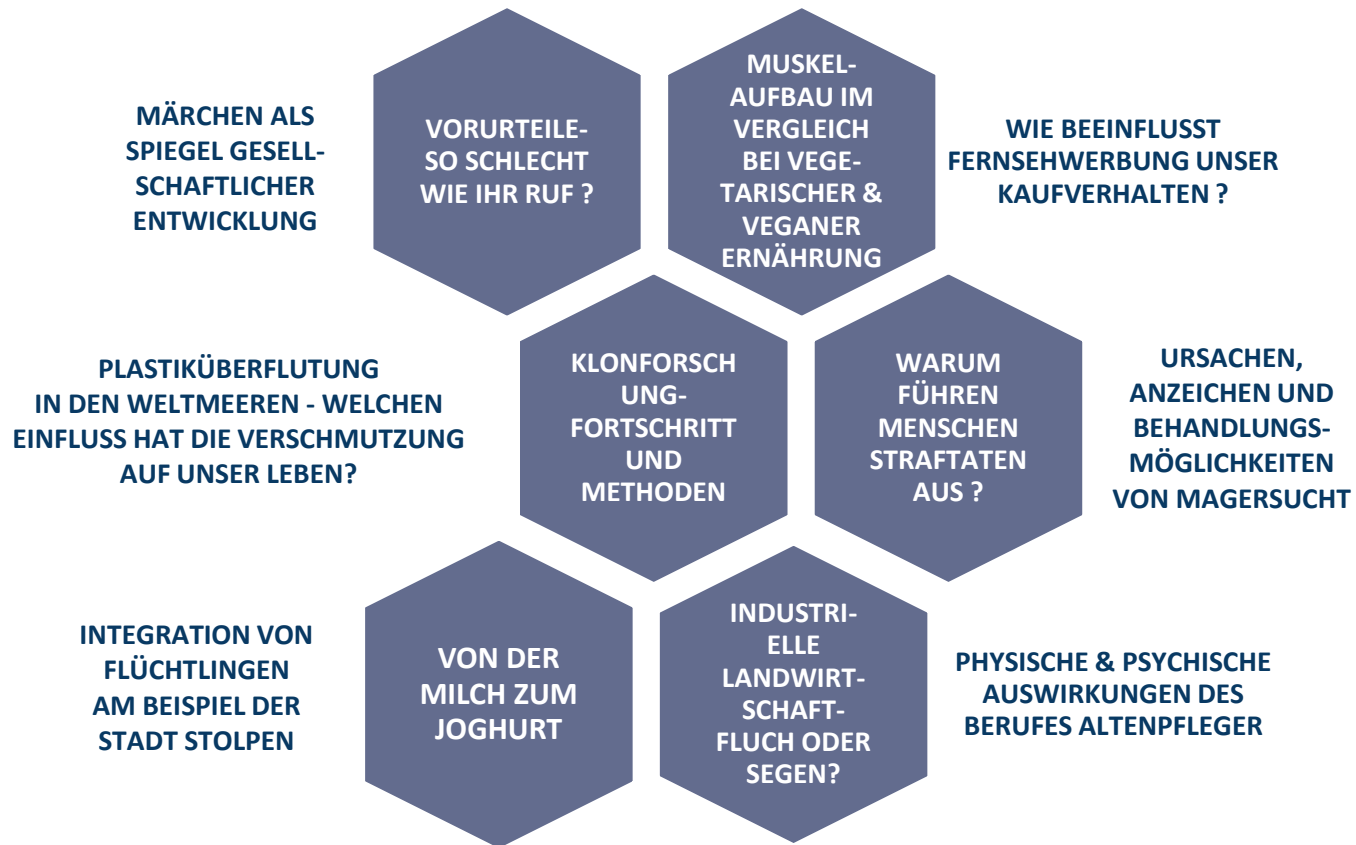 MÄRCHEN ALS
SPIEGEL GESELL-
SCHAFTLICHER
ENTWICKLUNG
VORURTEILE-
SO SCHLECHT
WIE IHR RUF ?
MUSKEL-
AUFBAU IM
VERGLEICH
BEI VEGE-
TARISCHER &
VEGANER
ERNÄHRUNG
WIE BEEINFLUSST
FERNSEHWERBUNG UNSER
KAUFVERHALTEN ?
PLASTIKÜBERFLUTUNG
IN DEN WELTMEEREN - WELCHEN
EINFLUSS HAT DIE VERSCHMUTZUNG
AUF UNSER LEBEN?
KLONFORSCH
UNG-
FORTSCHRITT
UND
METHODEN
WARUM
FÜHREN
MENSCHEN
STRAFTATEN
AUS ?
URSACHEN,
ANZEICHEN UND
BEHANDLUNGS-
MÖGLICHKEITEN
VON MAGERSUCHT
INTEGRATION VON
FLÜCHTLINGEN
AM BEISPIEL DER
STADT STOLPEN
VON DER
MILCH ZUM
JOGHURT
INDUSTRI-
ELLE
LANDWIRT-
SCHAFT-
FLUCH ODER
SEGEN?
PHYSISCHE & PSYCHISCHE
AUSWIRKUNGEN DES
BERUFES ALTENPFLEGER